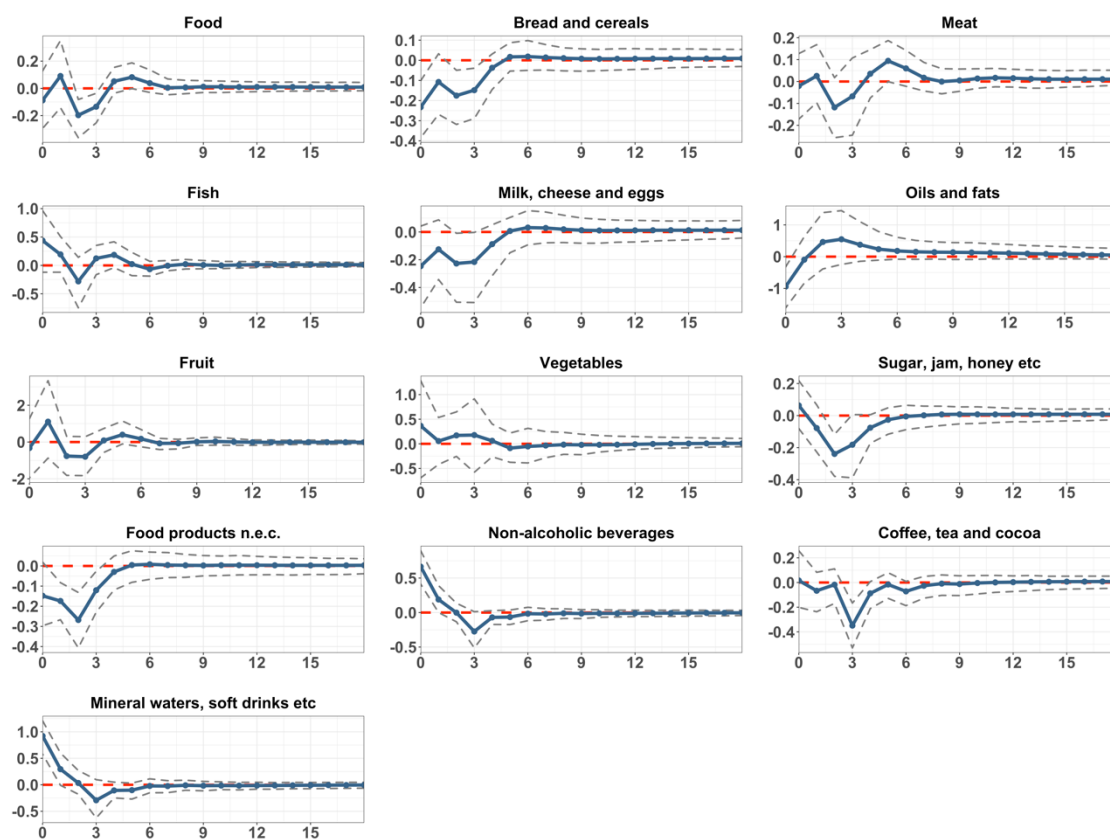 Food
0.2
0.0
-0.2
0 3 6 9 12 15
Bread and cereals
0.1
0.0
-0.1
-0.2
-0.3
-0.4
0 3 6 9 12 15
Meat
0.2
0.1
0.0
-0.1
-0.2
0 3 6 9 12 15
Fish
1.0
0.5
0.0
-0.5
0 3 6 9 12 15
Milk, cheese and eggs
0.0
-0.2
-0.4
0 3 6 9 12 15
Oils and fats
1
0
-1
0 3 6 9 12 15
Fruit
2
0
-2
0 3 6 9 12 15
Vegetables
1.0
0.5
0.0
-0.5
0 3 6 9 12 15
Sugar, jam, honey etc
0.2
0.0
-0.2
-0.4
0 3 6 9 12 15
Food products n.e.c.
0.0
-0.1
-0.2
-0.3
-0.4
0 3 6 9 12 15
Non-alcoholic beverages
0.5
0.0
-0.5
0 3 6 9 12 15
Coffee, tea and cocoa
0.2
0.0
-0.2
-0.4
0 3 6 9 12 15
Mineral waters, soft drinks etc
1.0
0.5
0.0
-0.5
0 3 6 9 12 15